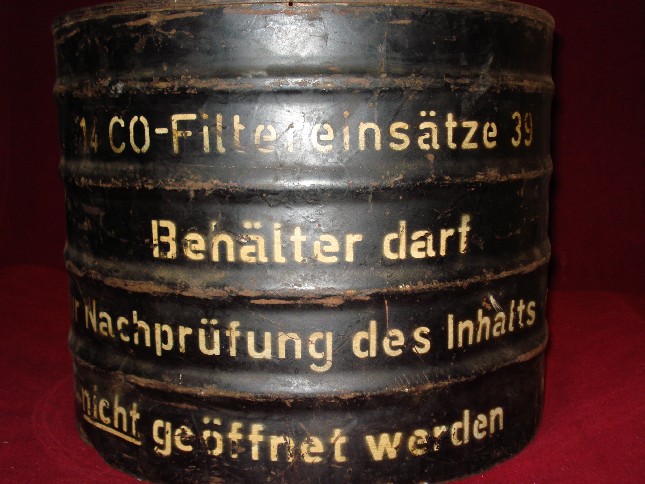 14 CO-Filtereinsätze 39
Behälter darf
r Nachprüfung des Inhalts
nicht geöffnet werden